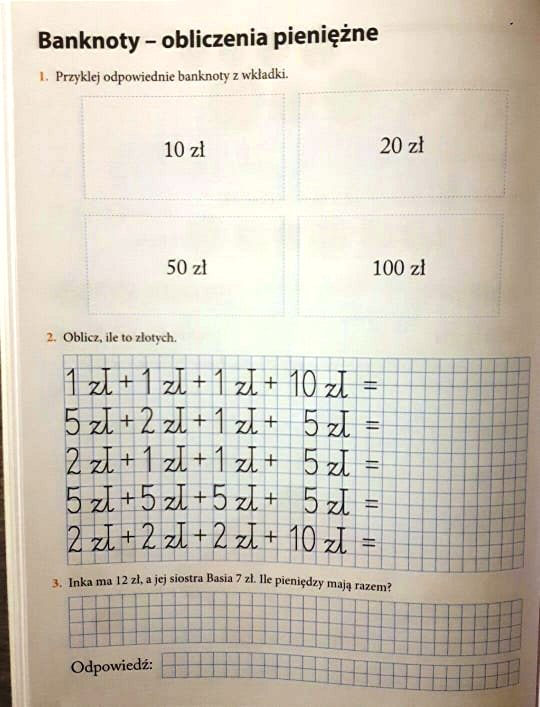 Banknoty – obliczenia pieniężne
1. Przyklej odpowiednie banknoty z wkładki.
10 zł
20 zł
50 zł
100 zł
2. Oblicz, ile to złotych.
1 zł + 1 zł + 1 zł + 10 zł =
5 zł + 2 zł + 1 zł + 5 zł =
2 zł + 1 zł + 1 zł + 5 zł =
5 zł + 5 zł + 5 zł + 5 zł =
2 zł + 2 zł + 2 zł + 10 zł =
3. Inka ma 12 zł, a jej siostra Basia 7 zł. Ile pieniędzy mają razem?
Odpowiedź: